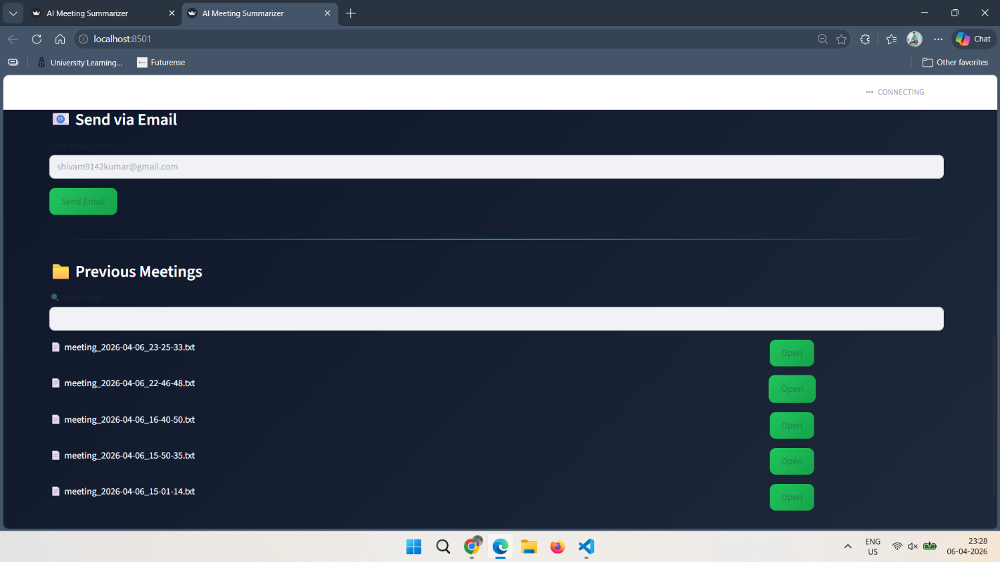 AI Meeting Summarizer
AI Meeting Summarizer
localhost:8501
Chat
University Learning...
Futurense
Other favorites
CONNECTING
Send via Email
Enter email address
shivam9142kumar@gmail.com
Send Email
Previous Meetings
Search logs
meeting_2026-04-06_23-25-33.txt
Open
meeting_2026-04-06_22-46-48.txt
Open
meeting_2026-04-06_16-40-50.txt
Open
meeting_2026-04-06_15-50-35.txt
Open
meeting_2026-04-06_15-01-14.txt
Open
ENG
US
23:28
06-04-2026